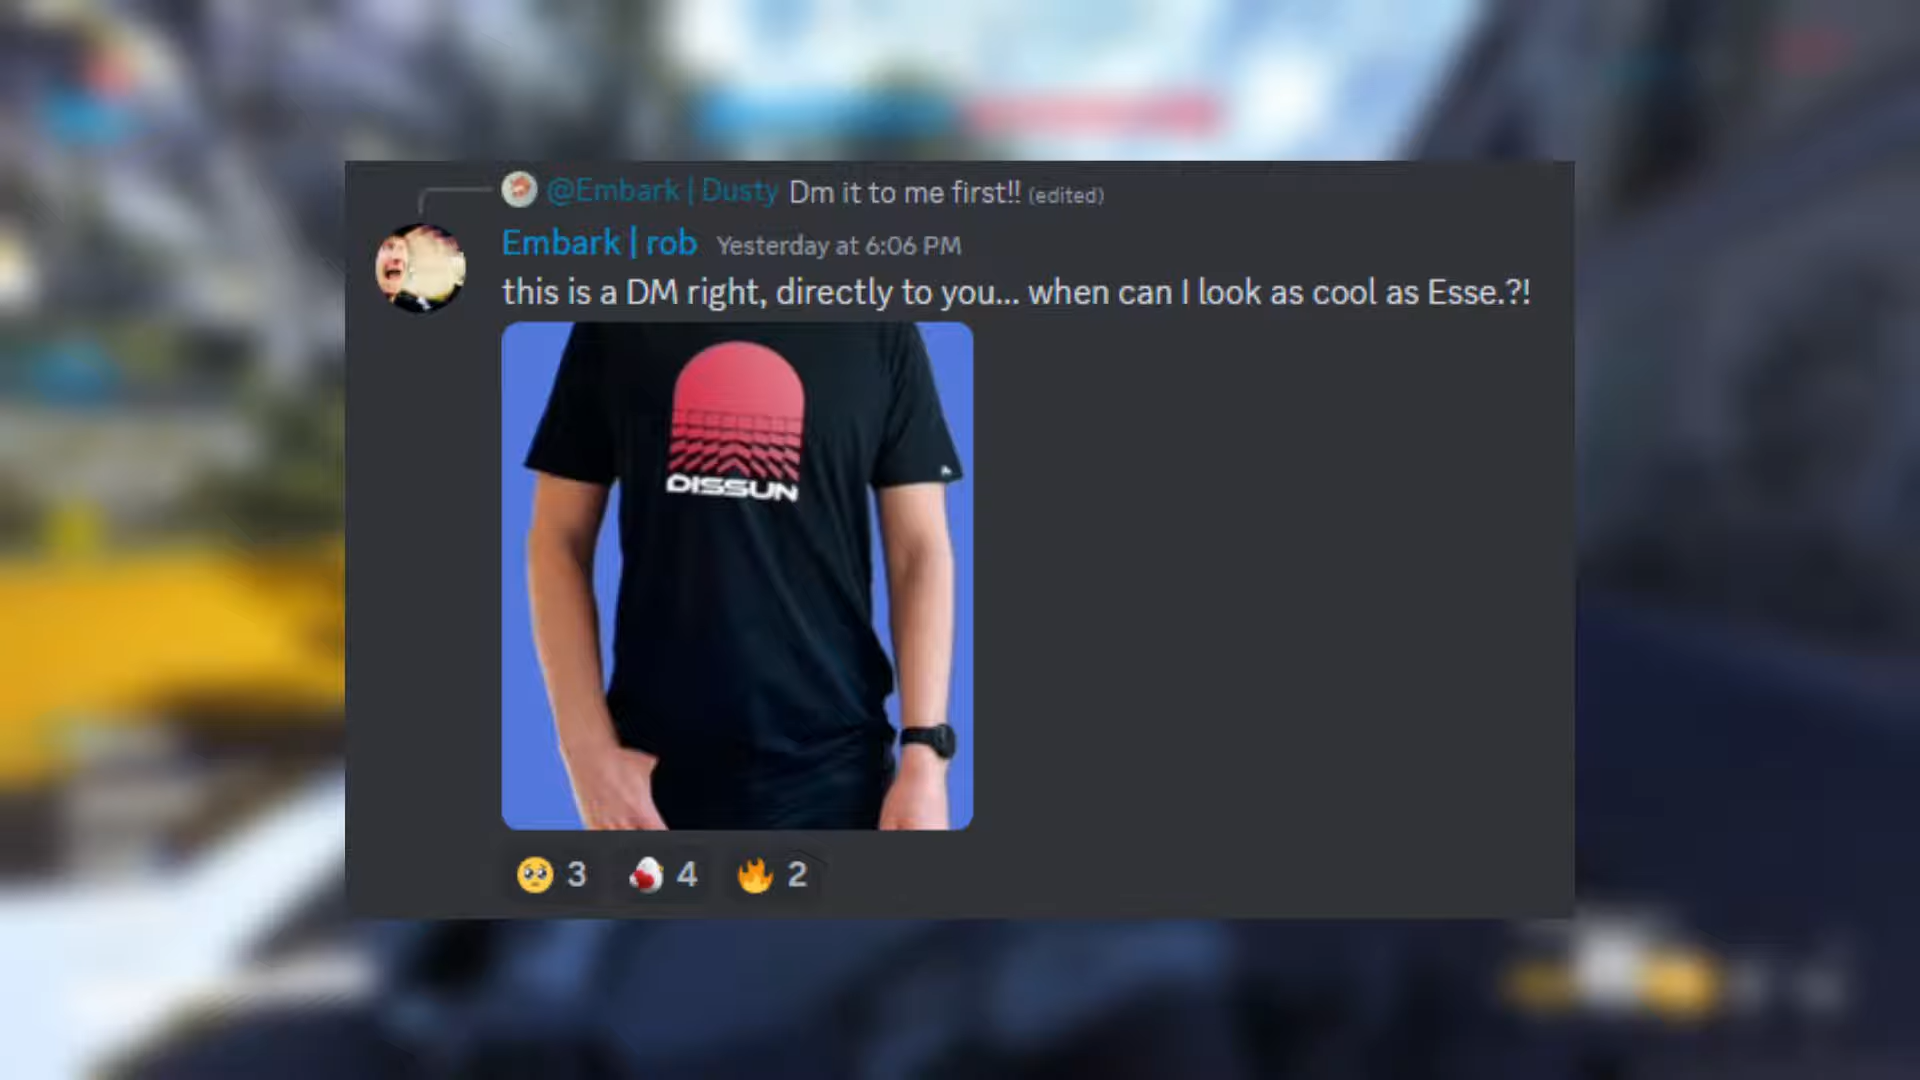 @Embark | Dusty Dm it to me first!! (edited)
Embark | rob Yesterday at 6:06 PM
this is a DM right, directly to you... when can I look as cool as Esse.?!
DISSUN
3 4 2